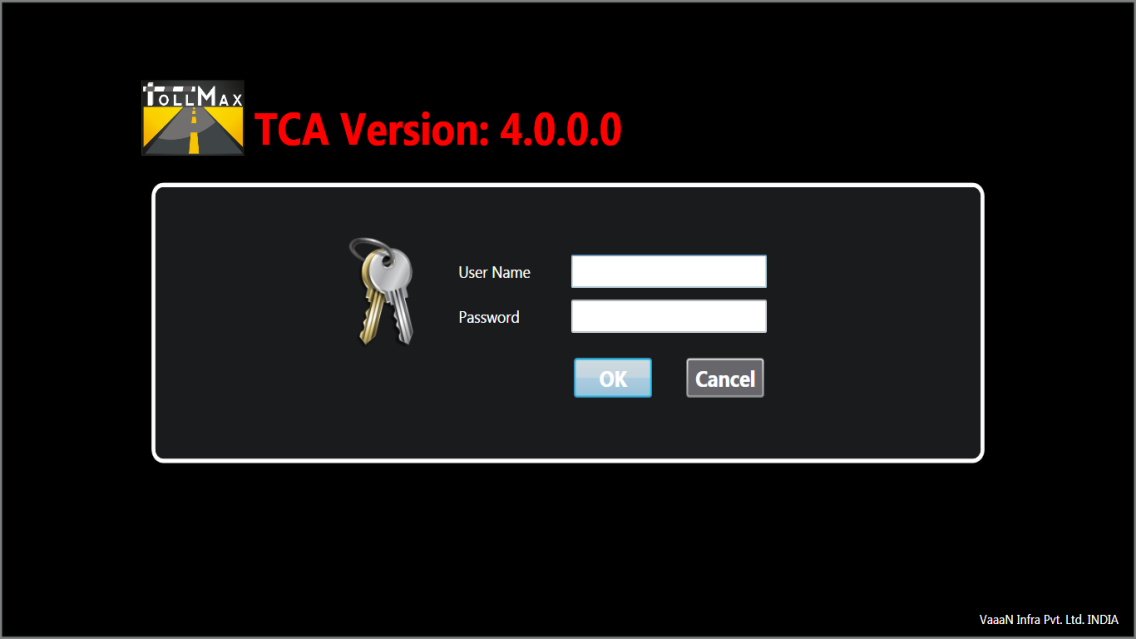 TOLLMAX
TCA Version: 4.0.0.0
User Name
Password
OK
Cancel
VaaaN Infra Pvt. Ltd. INDIA